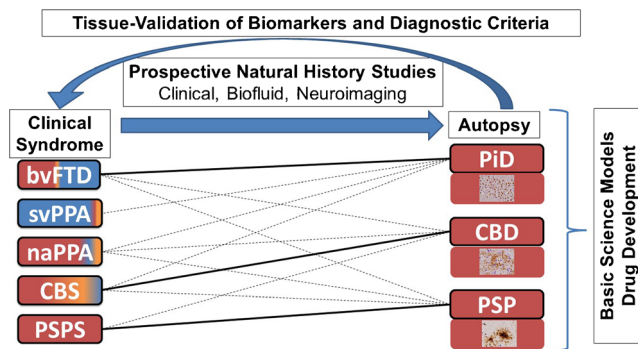 Tissue-Validation of Biomarkers and Diagnostic Criteria
Prospective Natural History Studies
Clinical, Biofluid, Neuroimaging
Clinical
Syndrome
Autopsy
bvFTD
svPPA
naPPA
CBS
PSPS
PiD
CBD
PSP
Basic Science Models
Drug Development